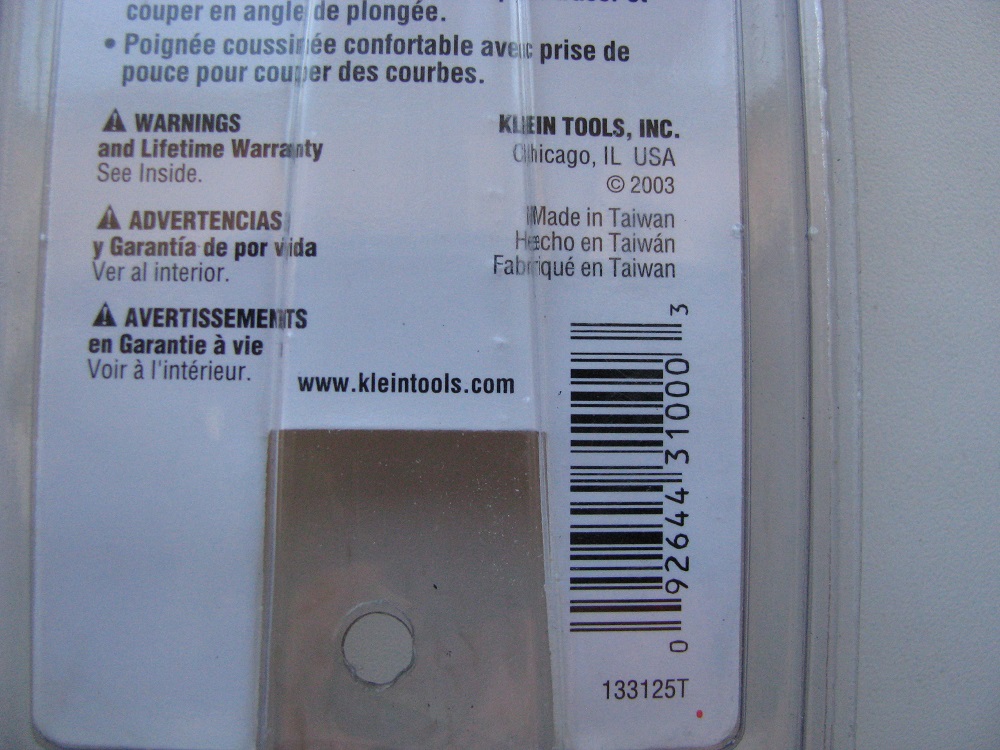 couper en angle de plongée.
• Poignée coussinée confortable avec prise de
pouce pour couper des courbes.
⚠ WARNINGS
and Lifetime Warranty
See Inside.
⚠ ADVERTENCIAS
y Garantía de por vida
Ver al interior.
⚠ AVERTISSEMENTS
en Garantie à vie
Voir à l'intérieur.
KLEIN TOOLS, INC.
Chicago, IL USA
© 2003
Made in Taiwan
Hecho en Taiwán
Fabriqué en Taiwan
www.kleintools.com
0 92644 31000 3
133125T